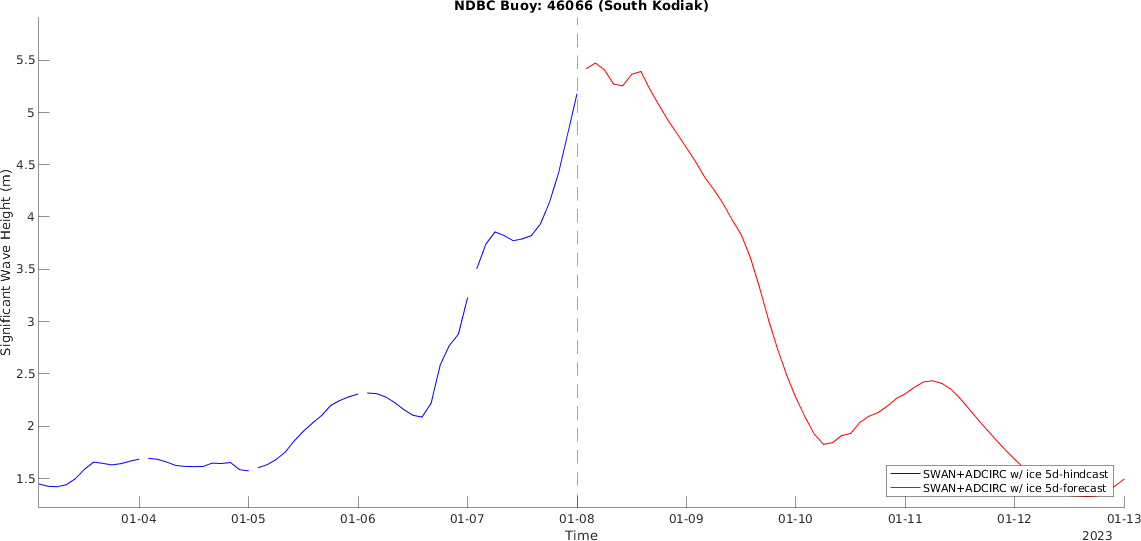 NDBC Buoy: 46066 (South Kodiak)
Significant Wave Height (m)
5.5
5
4.5
4
3.5
3
2.5
2
1.5
SWAN+ADCIRC w/ ice 5d-hindcast
SWAN+ADCIRC w/ ice 5d-forecast
01-04 01-05 01-06 01-07 01-08 01-09 01-10 01-11 01-12 01-13
Time
2023